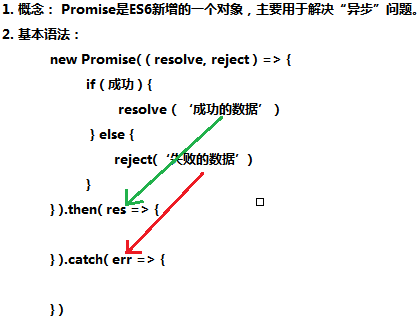 1. 概念： Promise是ES6新增的一个对象，主要用于解决“异步”问题。
2. 基本语法：
new Promise( ( resolve, reject ) => {
if ( 成功 ) {
resolve ( ‘成功的数据’ )
} else {
reject( ‘失败的数据’ )
}
} ).then( res => {
} ).catch( err => {
} )